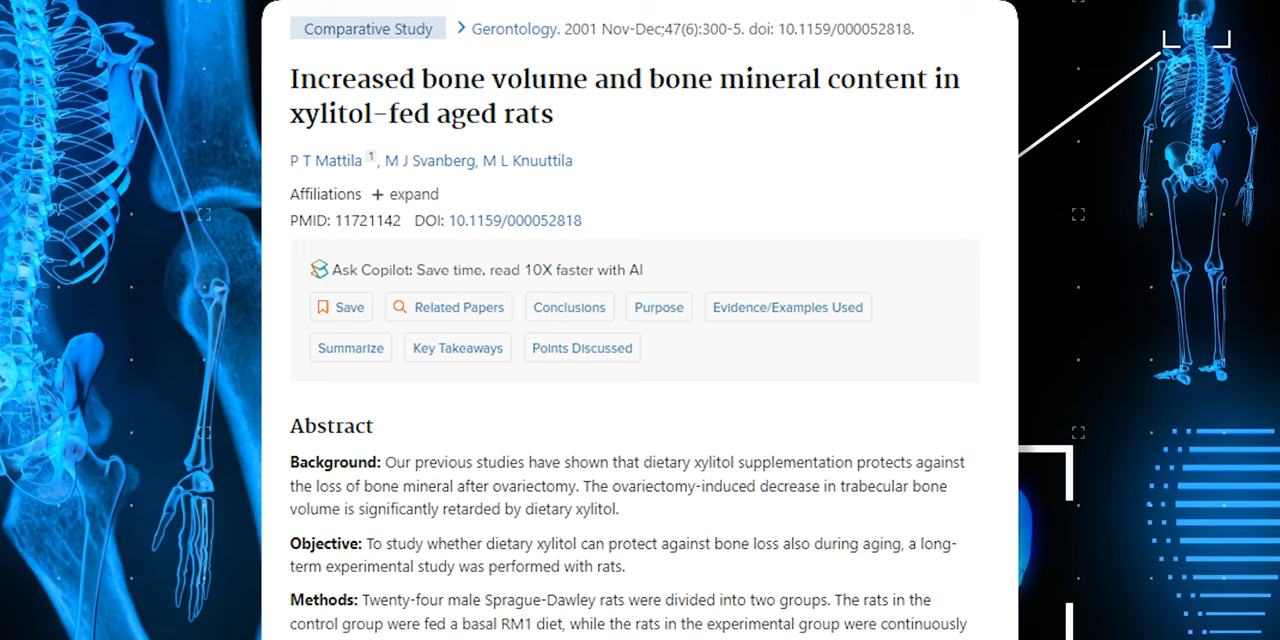 Comparative Study > Gerontology. 2001 Nov-Dec;47(6):300-5. doi: 10.1159/000052818.
Increased bone volume and bone mineral content in
xylitol-fed aged rats
P T Mattila 1, M J Svanberg, M L Knuuttila
Affiliations + expand
PMID: 11721142 DOI: 10.1159/000052818
Ask Copilot: Save time, read 10X faster with AI
Save Related Papers Conclusions Purpose Evidence/Examples Used
Summarize Key Takeaways Points Discussed
Abstract
Background: Our previous studies have shown that dietary xylitol supplementation protects against
the loss of bone mineral after ovariectomy. The ovariectomy-induced decrease in trabecular bone
volume is significantly retarded by dietary xylitol.
Objective: To study whether dietary xylitol can protect against bone loss also during aging, a long-
term experimental study was performed with rats.
Methods: Twenty-four male Sprague-Dawley rats were divided into two groups. The rats in the
control group were fed a basal RM1 diet, while the rats in the experimental group were continuously